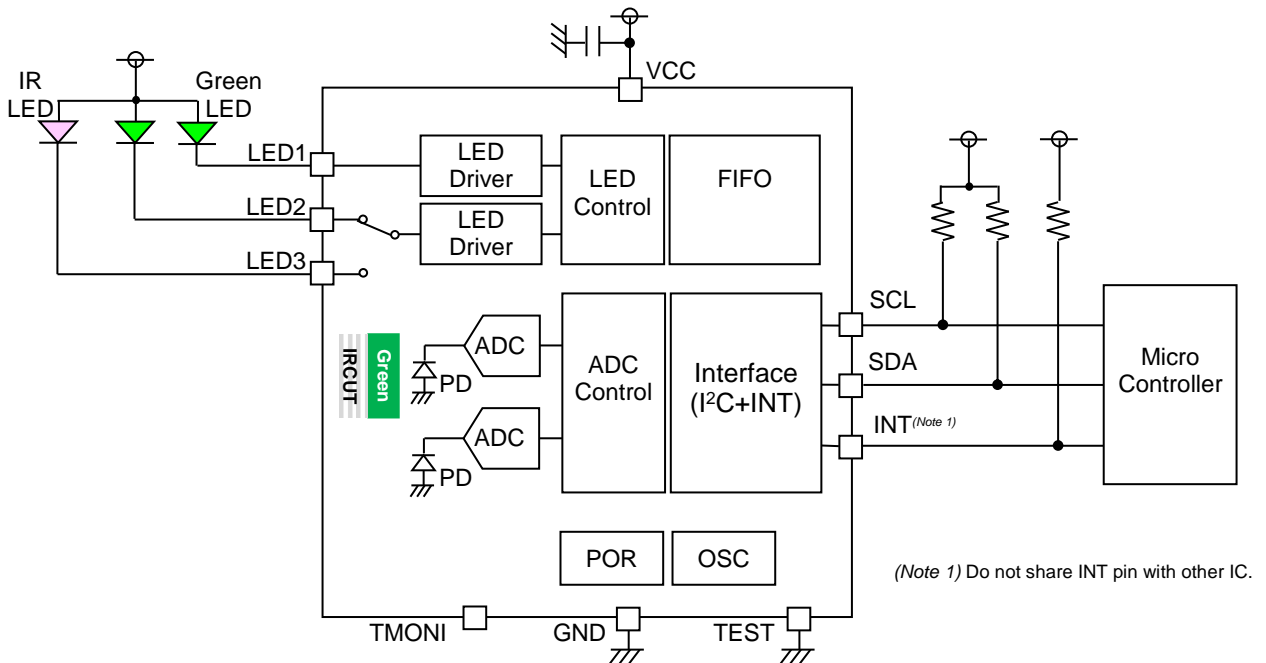 VCC
IR
LED
Green
LED
LED1
LED2
LED3
LED
Driver
LED
Driver
LED
Control
FIFO
IRCUT
Green
ADC
PD
ADC
PD
ADC
Control
Interface
(I²C+INT)
SCL
SDA
INT(Note 1)
Micro
Controller
POR
OSC
(Note 1) Do not share INT pin with other IC.
TMONI
GND
TEST